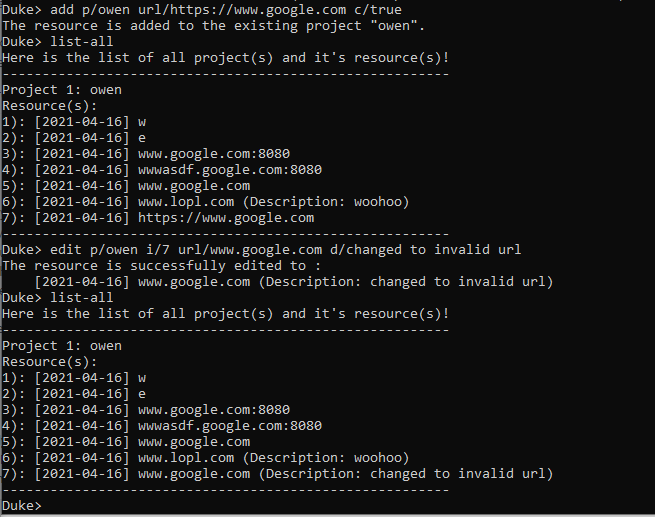 Duke> add p/owen url/https://www.google.com c/true
The resource is added to the existing project "owen".
Duke> list-all
Here is the list of all project(s) and it's resource(s)!
--------------------------------------------------------
Project 1: owen
Resource(s):
1): [2021-04-16] w
2): [2021-04-16] e
3): [2021-04-16] www.google.com:8080
4): [2021-04-16] wwwasdf.google.com:8080
5): [2021-04-16] www.google.com
6): [2021-04-16] www.lopl.com (Description: woohoo)
7): [2021-04-16] https://www.google.com
--------------------------------------------------------
Duke> edit p/owen i/7 url/www.google.com d/changed to invalid url
The resource is successfully edited to :
    [2021-04-16] www.google.com (Description: changed to invalid url)
Duke> list-all
Here is the list of all project(s) and it's resource(s)!
--------------------------------------------------------
Project 1: owen
Resource(s):
1): [2021-04-16] w
2): [2021-04-16] e
3): [2021-04-16] www.google.com:8080
4): [2021-04-16] wwwasdf.google.com:8080
5): [2021-04-16] www.google.com
6): [2021-04-16] www.lopl.com (Description: woohoo)
7): [2021-04-16] www.google.com (Description: changed to invalid url)
--------------------------------------------------------
Duke>